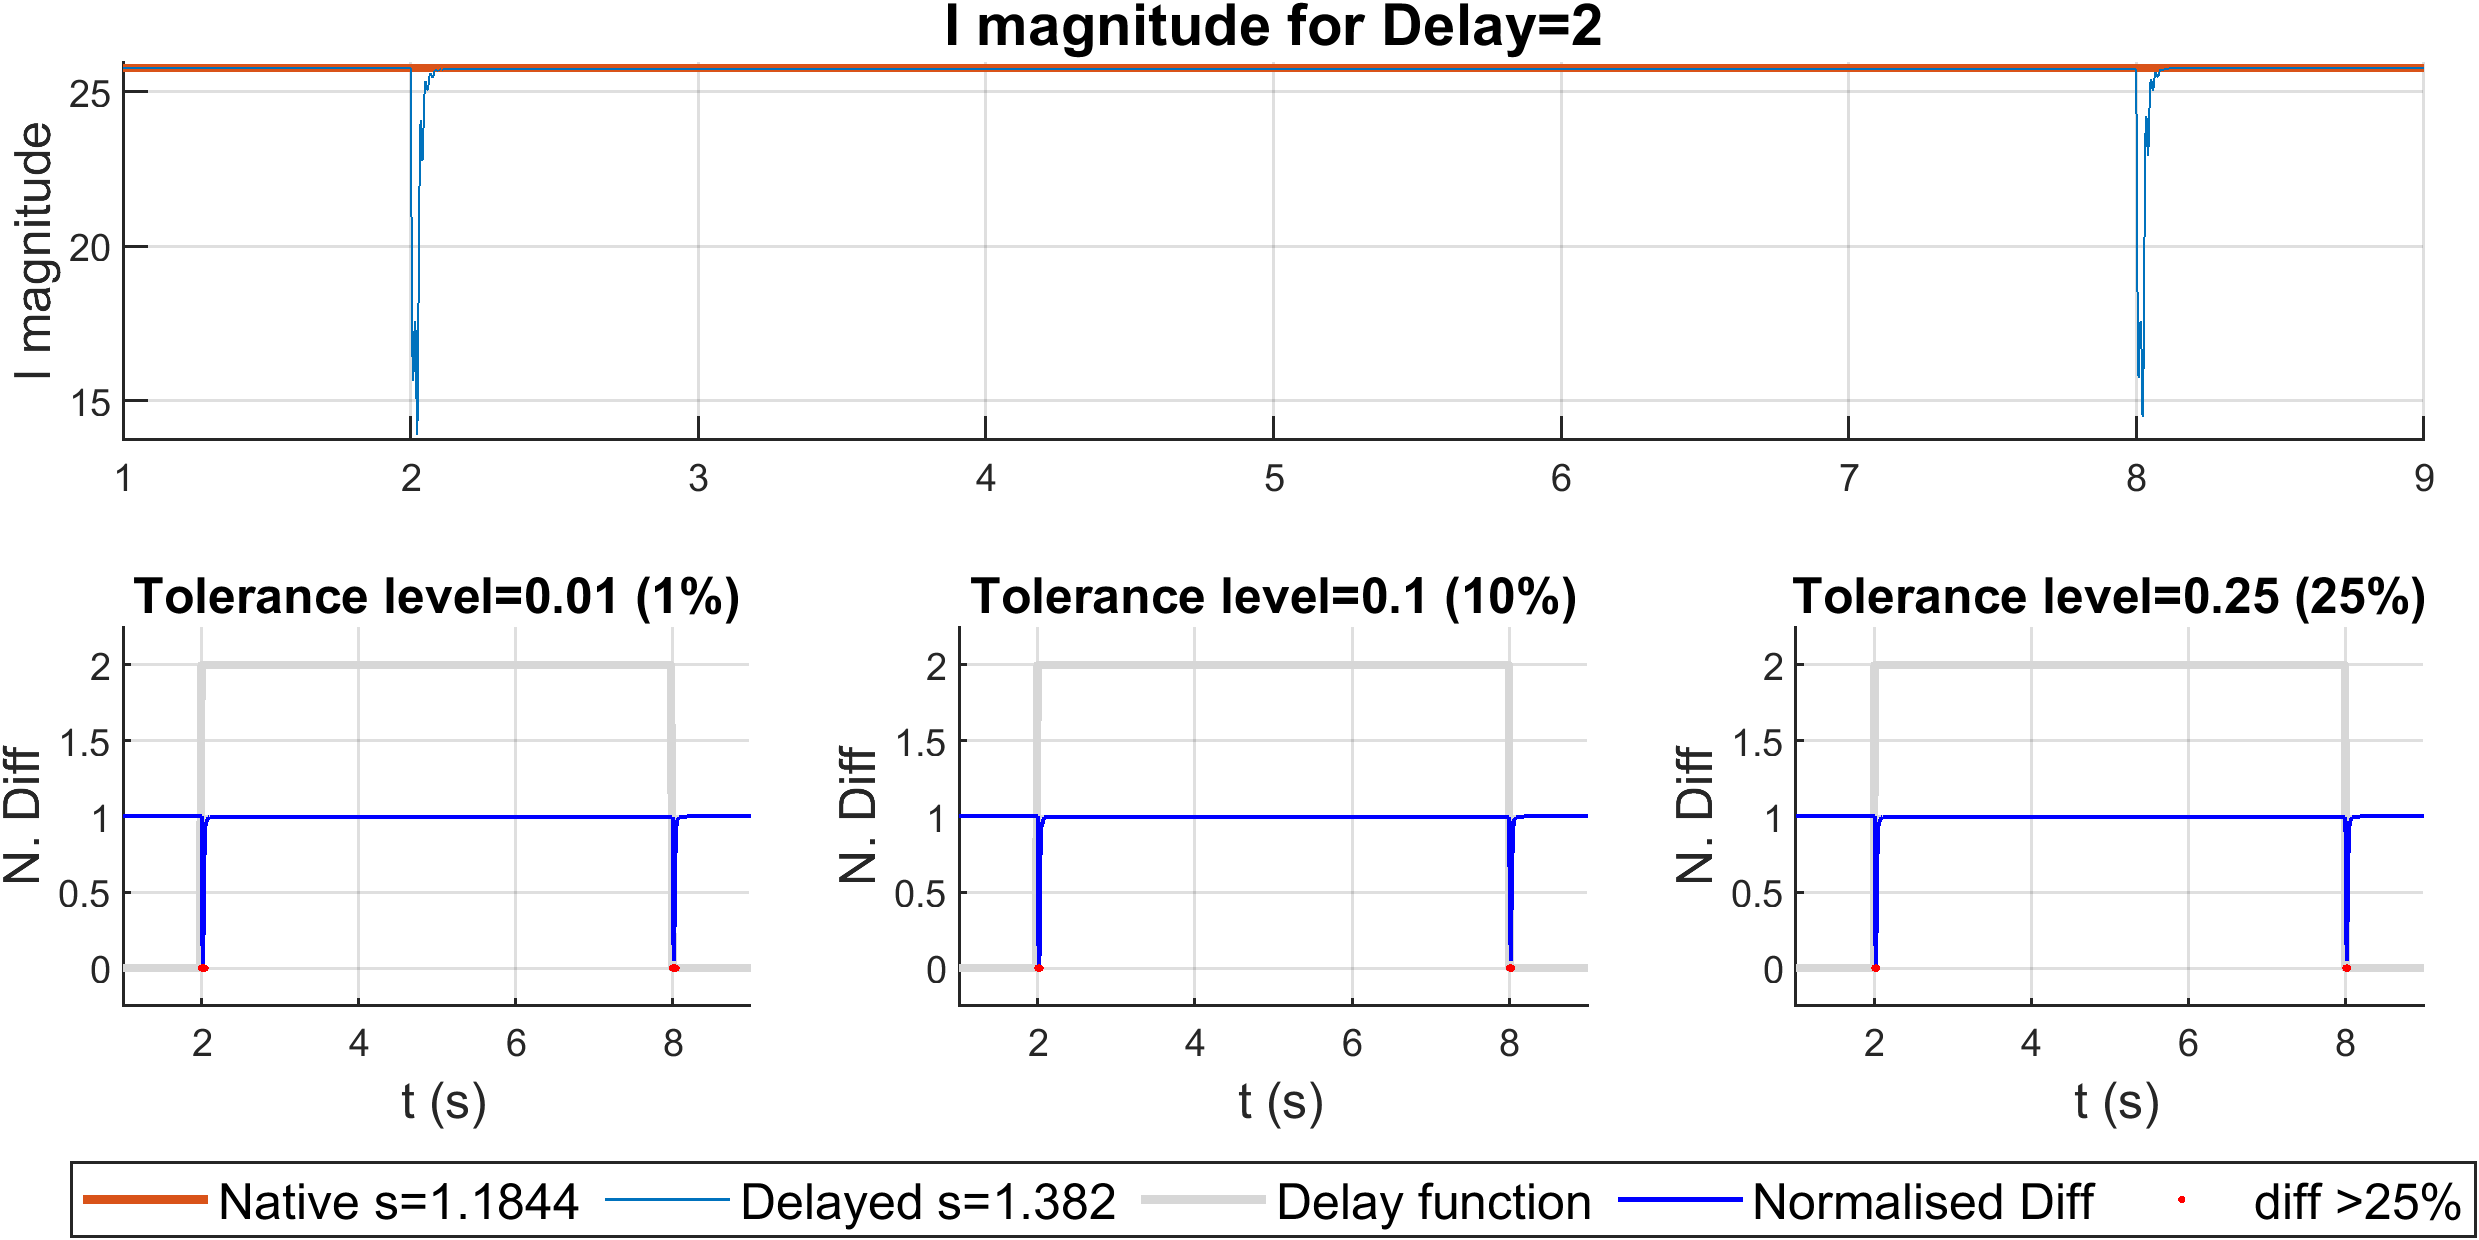 I magnitude for Delay=2
I magnitude
25
20
15
1 2 3 4 5 6 7 8 9
Tolerance level=0.01 (1%)
N. Diff
2
1.5
1
0.5
0
2 4 6 8
t (s)
Tolerance level=0.1 (10%)
N. Diff
2
1.5
1
0.5
0
2 4 6 8
t (s)
Tolerance level=0.25 (25%)
N. Diff
2
1.5
1
0.5
0
2 4 6 8
t (s)
Native s=1.1844 Delayed s=1.382 Delay function Normalised Diff diff >25%